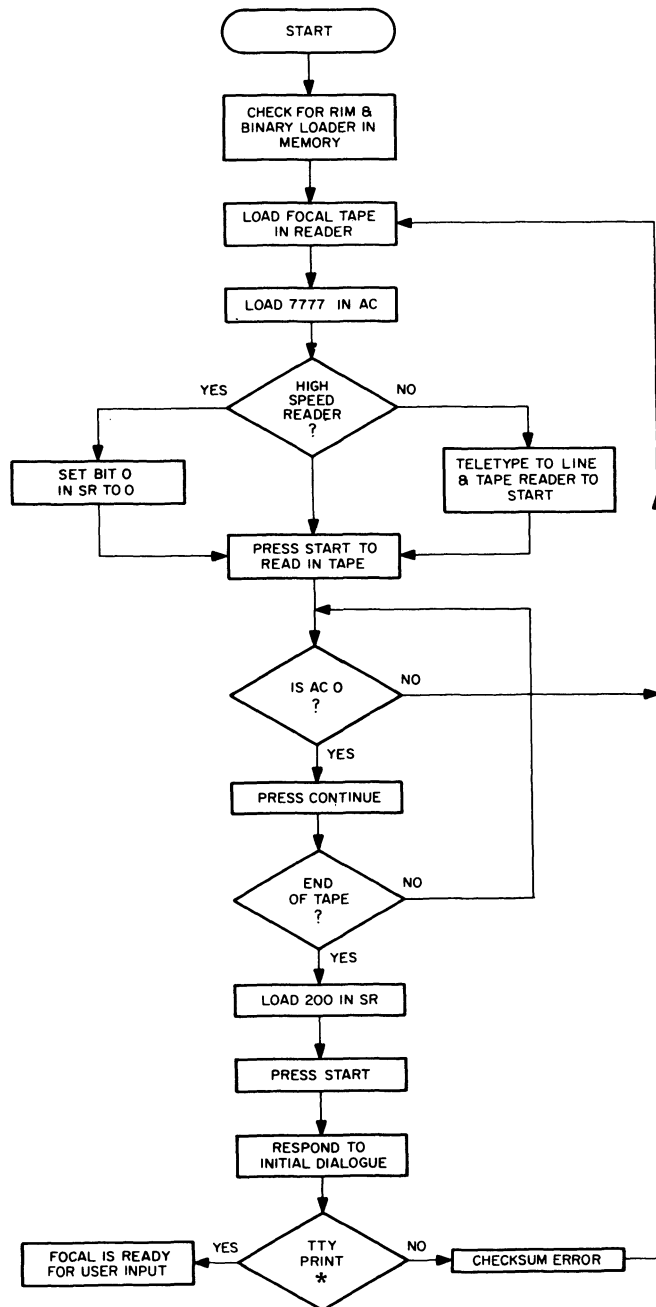 START
CHECK FOR RIM &
BINARY LOADER IN
MEMORY
LOAD FOCAL TAPE
IN READER
LOAD 7777 IN AC
YES
HIGH
SPEED
READER
?
NO
SET BIT 0
IN SR TO 0
TELETYPE TO LINE
& TAPE READER TO
START
PRESS START TO
READ IN TAPE
IS AC 0
?
NO
YES
PRESS CONTINUE
END
OF TAPE
?
NO
YES
LOAD 200 IN SR
PRESS START
RESPOND TO
INITIAL DIALOGUE
FOCAL IS READY
FOR USER INPUT
YES
TTY
PRINT
*
NO
CHECKSUM ERROR